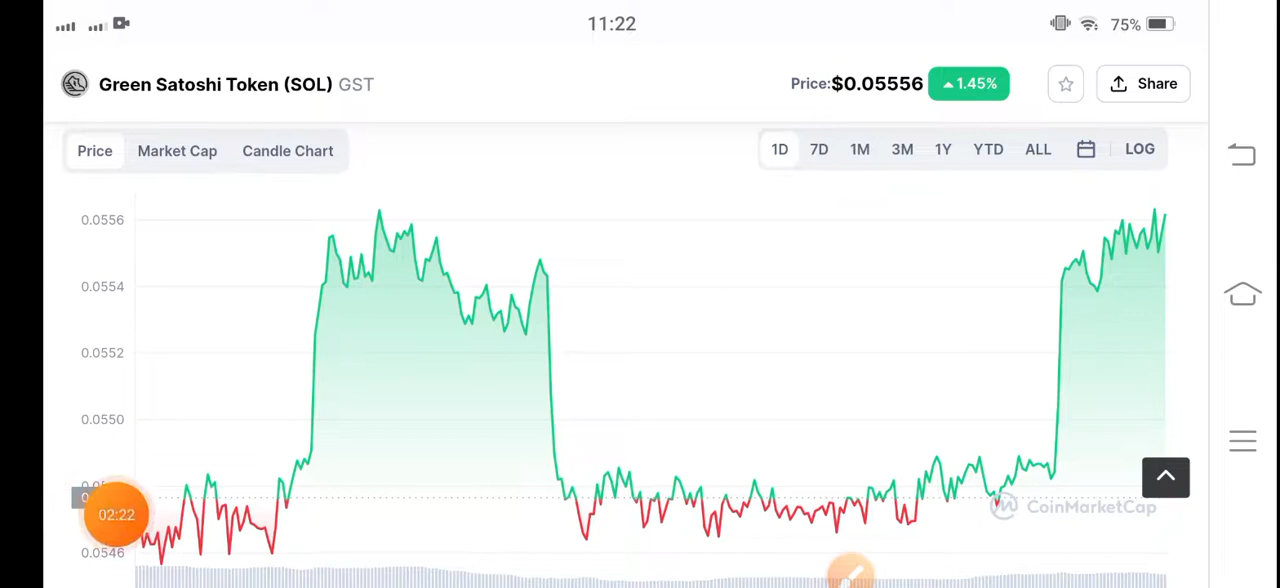 11:22
75%
Green Satoshi Token (SOL) GST
Price:$0.05556 1.45%
Share
Price Market Cap Candle Chart
1D 7D 1M 3M 1Y YTD ALL LOG
0.0556
0.0554
0.0552
0.0550
02:22
CoinMarketCap
0.0546